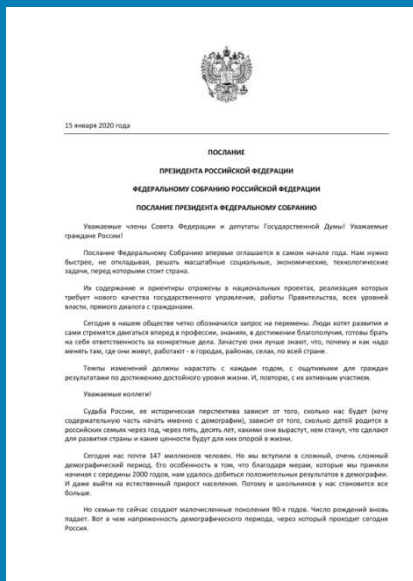 15 января 2020 года
ПОСЛАНИЕ
ПРЕЗИДЕНТА РОССИЙСКОЙ ФЕДЕРАЦИИ
ФЕДЕРАЛЬНОМУ СОБРАНИЮ РОССИЙСКОЙ ФЕДЕРАЦИИ
ПОСЛАНИЕ ПРЕЗИДЕНТА ФЕДЕРАЛЬНОМУ СОБРАНИЮ
Уважаемые члены Совета Федерации и депутаты Государственной Думы! Уважаемые
граждане России!
Послание Федеральному Собранию впервые оглашается в самом начале года. Нам нужно
быстрее, не откладывая, решать масштабные социальные, экономические, технологические
задачи, перед которыми стоит страна.
Их содержание и ориентиры отражены в национальных проектах, реализация которых
требует нового качества государственного управления, работы Правительства, всех уровней
власти, прямого диалога с гражданами.
Сегодня в нашем обществе четко обозначился запрос на перемены. Люди хотят развития и
сами стремятся двигаться вперед в профессии, знаниях, в достижении благополучия, готовы брать
на себя ответственность за конкретные дела. Зачастую они лучше знают, что, почему и как надо
менять там, где они живут, работают - в городах, районах, селах, по всей стране.
Темпы изменений должны нарастать с каждым годом, с ощутимыми для граждан
результатами по достижению достойного уровня жизни. И, повторю, с их активным участием.
Уважаемые коллеги!
Судьба России, ее историческая перспектива зависит от того, сколько нас будет (хочу
содержательную часть начать именно с демографии), зависит от того, сколько детей родится в
российских семьях через год, через пять, десять лет, какими они вырастут, кем станут, что сделают
для развития страны и какие ценности будут для них опорой в жизни.
Сегодня нас почти 147 миллионов человек. Но мы вступили в сложный, очень сложный
демографический период. Его особенность в том, что благодаря мерам, которые мы приняли
начиная с середины 2000 годов, нам удалось добиться положительных результатов в демографии.
И даже выйти на естественный прирост населения. Потому и школьников у нас становится все
больше.
Но семьи-то сейчас создают малочисленные поколения 90-х годов. Число рождений вновь
падает. Вот в чем напряженность демографического периода, через который проходит сегодня
Россия.